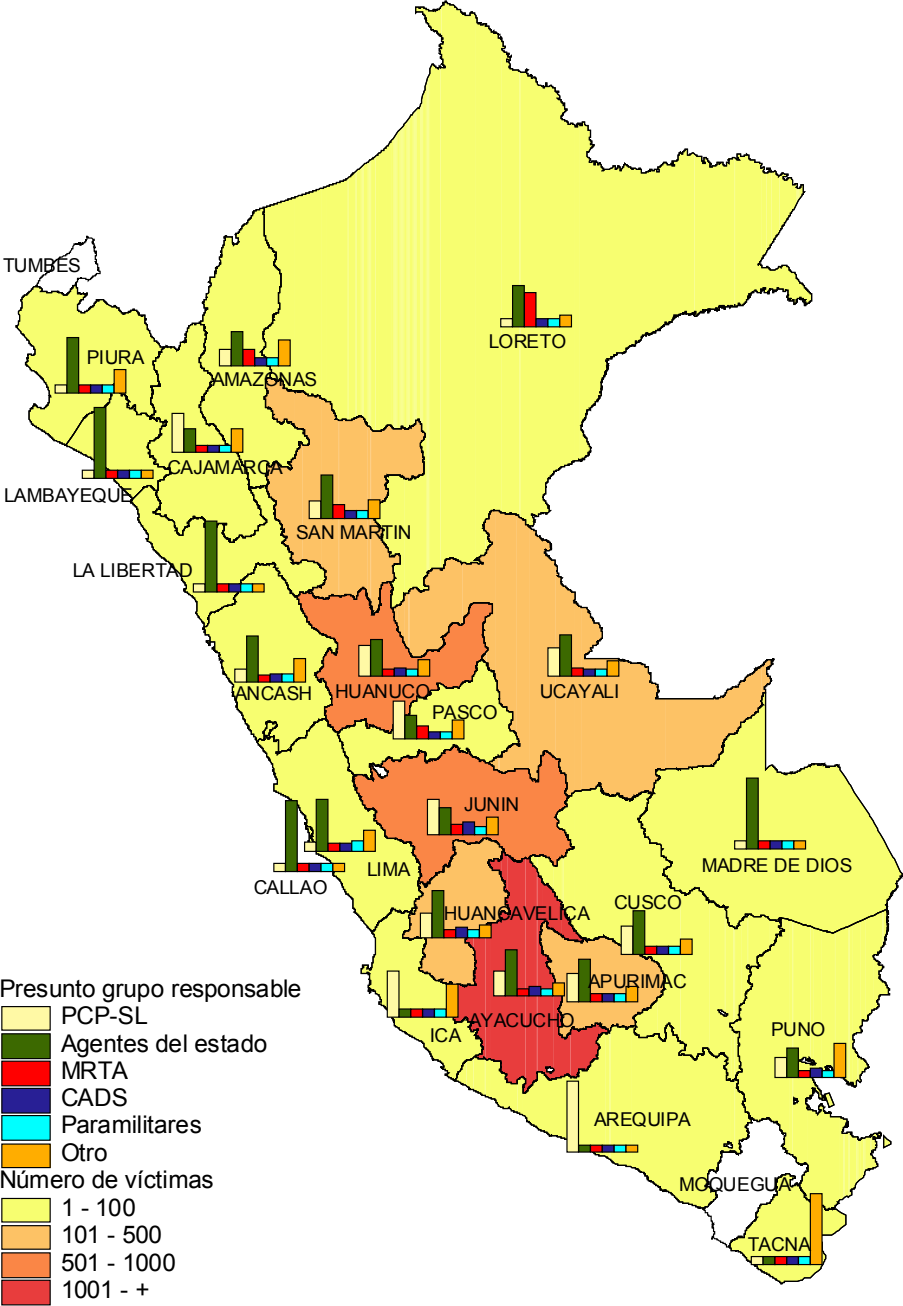 TUMBES
LORETO
PIURA
AMAZONAS
CAJAMARCA
LAMBAYEQUE
SAN MARTIN
LA LIBERTAD
ANCASH
HUANUCO
UCAYALI
PASCO
JUNIN
LIMA
MADRE DE DIOS
CALLAO
CUSCO
HUANCAVELICA
APURIMAC
AYACUCHO
ICA
PUNO
AREQUIPA
MOQUEGUA
TACNA
Presunto grupo responsable
PCP-SL
Agentes del estado
MRTA
CADS
Paramilitares
Otro
Número de víctimas
1 - 100
101 - 500
501 - 1000
1001 - +